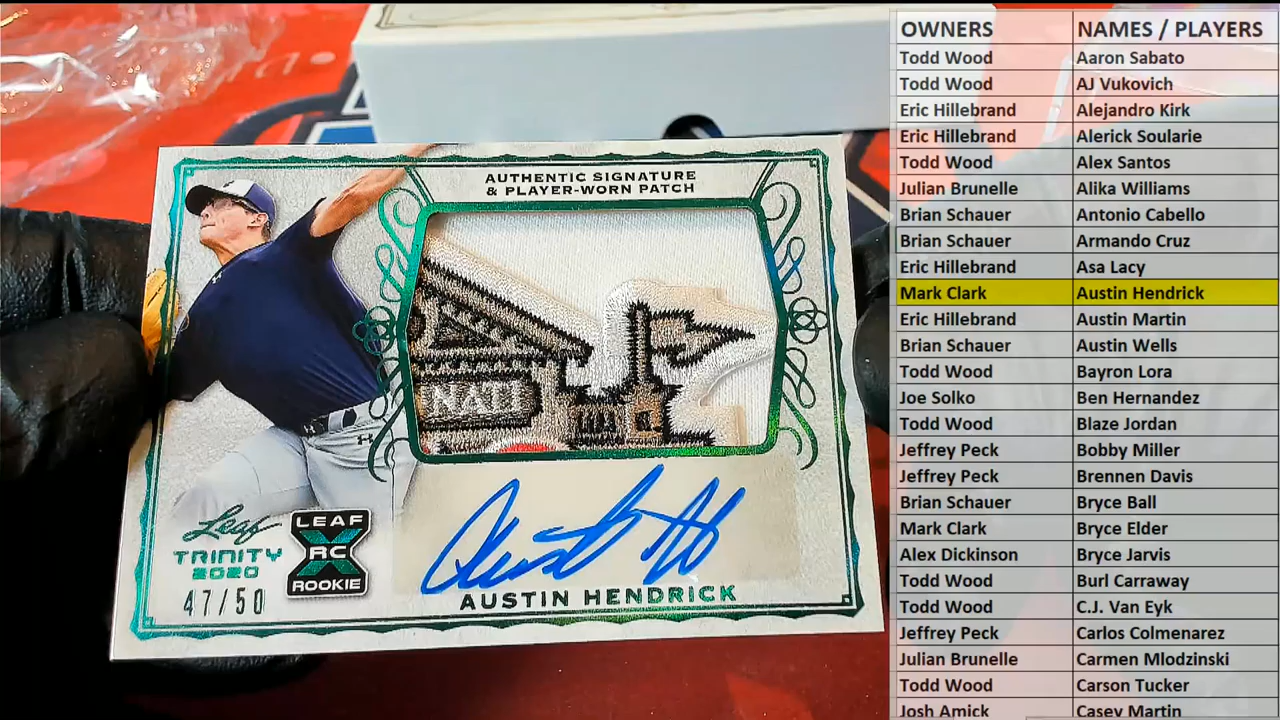 AUTHENTIC SIGNATURE
& PLAYER-WORN PATCH
NATI
Leaf
TRINITY
2020
47/50
LEAF
RC
ROOKIE
AUSTIN HENDRICK
OWNERS NAMES / PLAYERS
Todd Wood Aaron Sabato
Todd Wood AJ Vukovich
Eric Hillebrand Alejandro Kirk
Eric Hillebrand Alerick Soularie
Todd Wood Alex Santos
Julian Brunelle Alika Williams
Brian Schauer Antonio Cabello
Brian Schauer Armando Cruz
Eric Hillebrand Asa Lacy
Mark Clark Austin Hendrick
Eric Hillebrand Austin Martin
Brian Schauer Austin Wells
Todd Wood Bayron Lora
Joe Solko Ben Hernandez
Todd Wood Blaze Jordan
Jeffrey Peck Bobby Miller
Jeffrey Peck Brennen Davis
Brian Schauer Bryce Ball
Mark Clark Bryce Elder
Alex Dickinson Bryce Jarvis
Todd Wood Burl Carraway
Todd Wood C.J. Van Eyk
Jeffrey Peck Carlos Colmenarez
Julian Brunelle Carmen Mlodzinski
Todd Wood Carson Tucker
Josh Amick Casey Martin